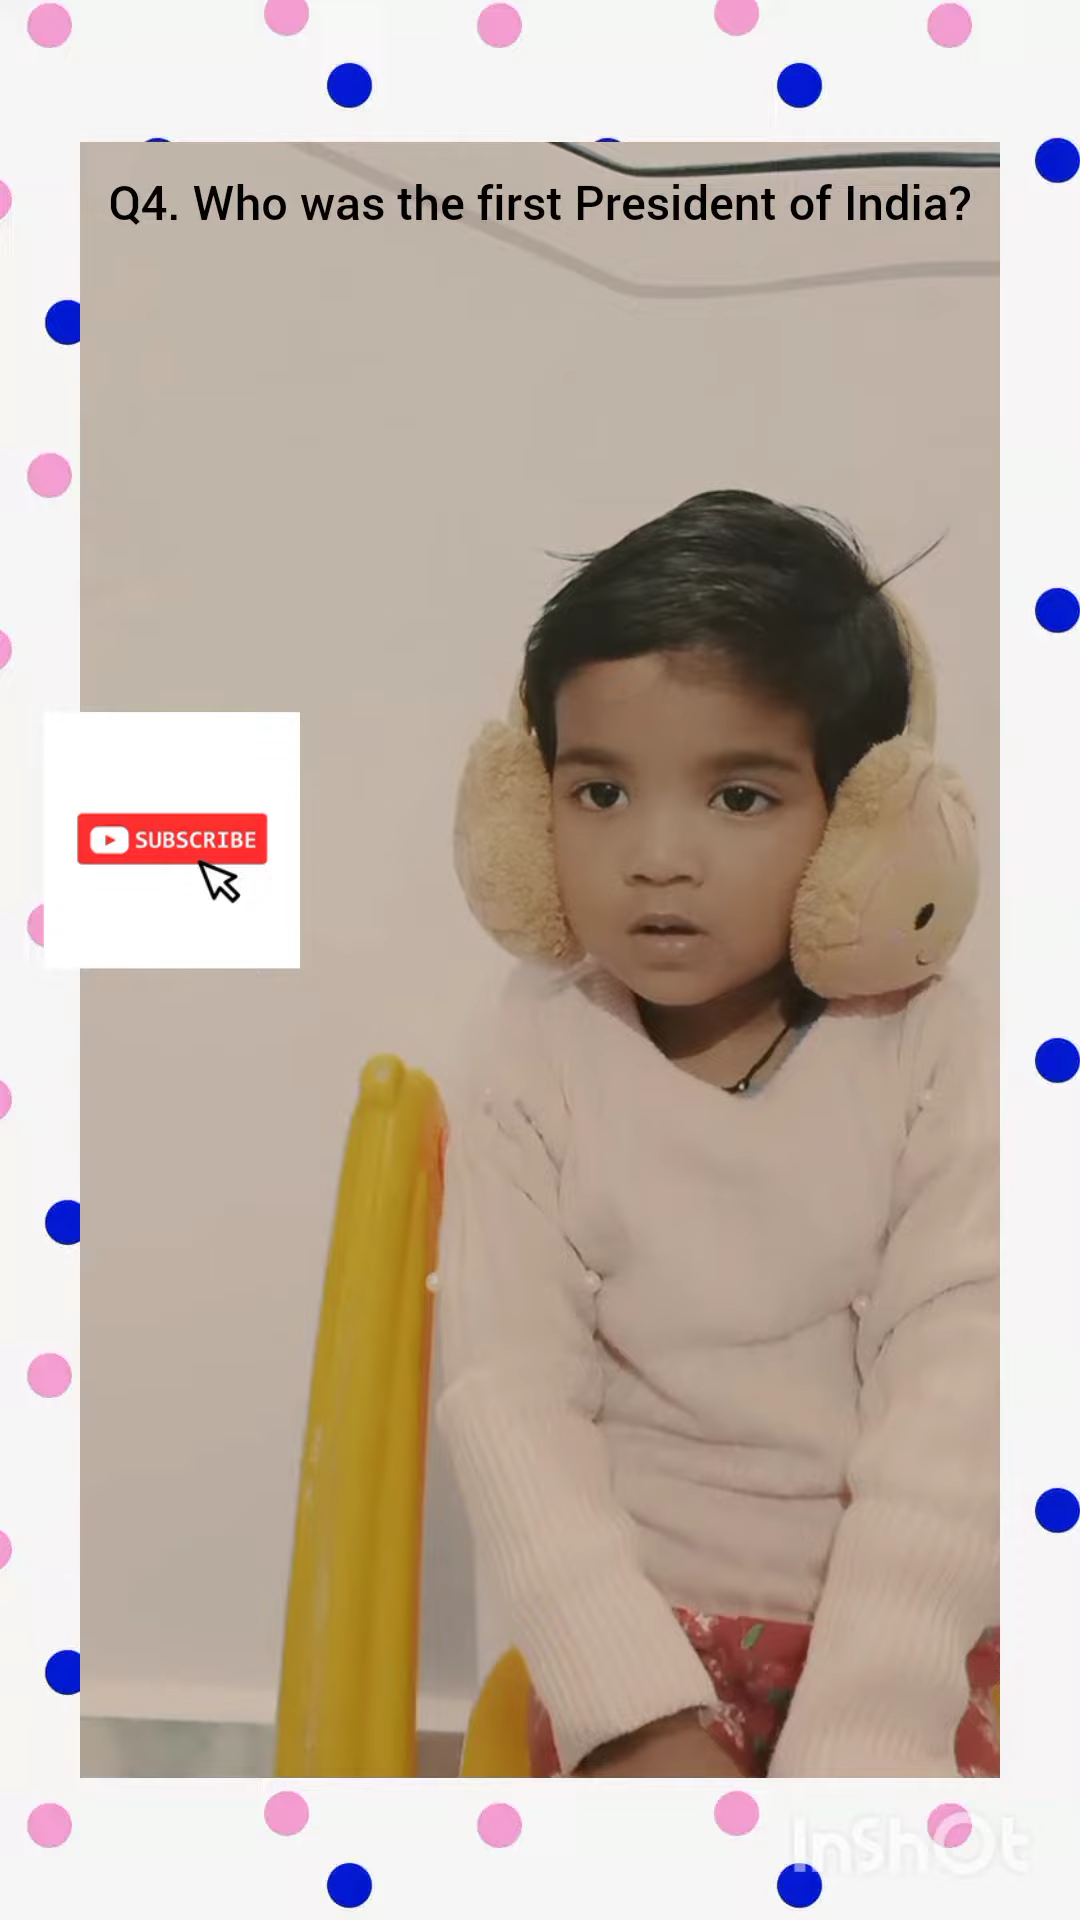 Q4. Who was the first President of India?
SUBSCRIBE
InShOt